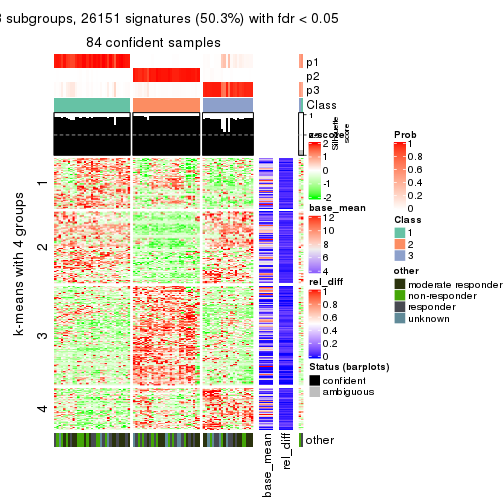 3 subgroups, 26151 signatures (50.3%) with fdr < 0.05
84 confident samples
p1
p2
p3
Class
1
Silhouette
score
k-means with 4 groups
1
2
3
4
z-score
2
1
0
-1
-2
base_mean
12
10
8
6
4
rel_diff
1
0.8
0.6
0.4
0.2
0
Status (barplots)
confident
ambiguous
Prob
1
0.8
0.6
0.4
0.2
0
Class
1
2
3
other
moderate responder
non-responder
responder
unknown
other
base_mean
rel_diff